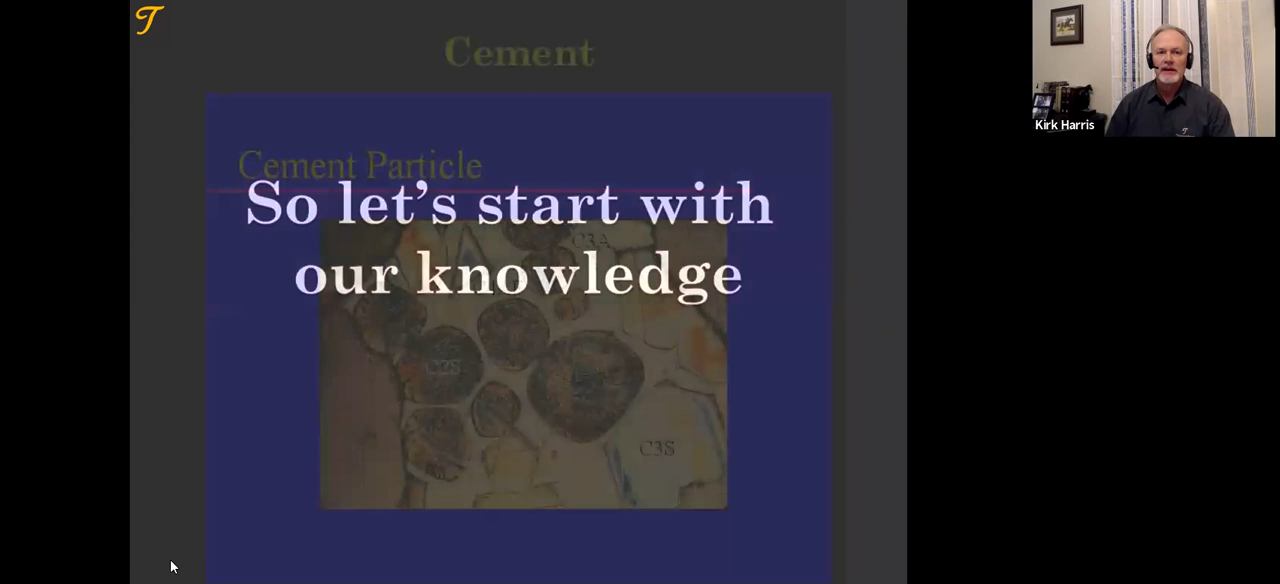 T
Cement
Cement Particle
So let's start with
our knowledge
C3A
C2S
C3S
Kirk Harris